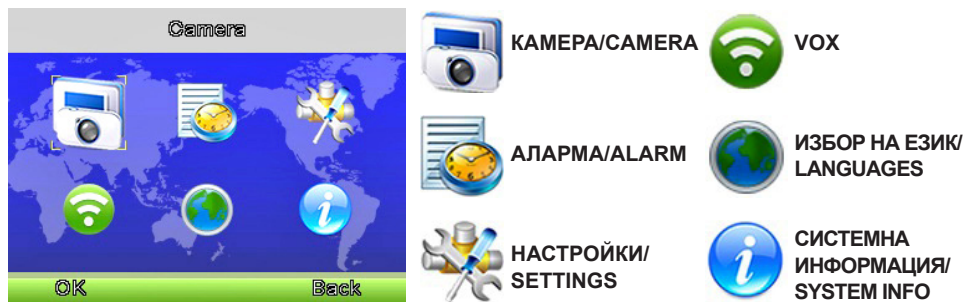 Camera
OK
Back
КАМЕРА/CAMERA
VOX
АЛАРМА/ALARM
ИЗБОР НА ЕЗИК/
LANGUAGES
НАСТРОЙКИ/
SETTINGS
СИСТЕМНА
ИНФОРМАЦИЯ/
SYSTEM INFO